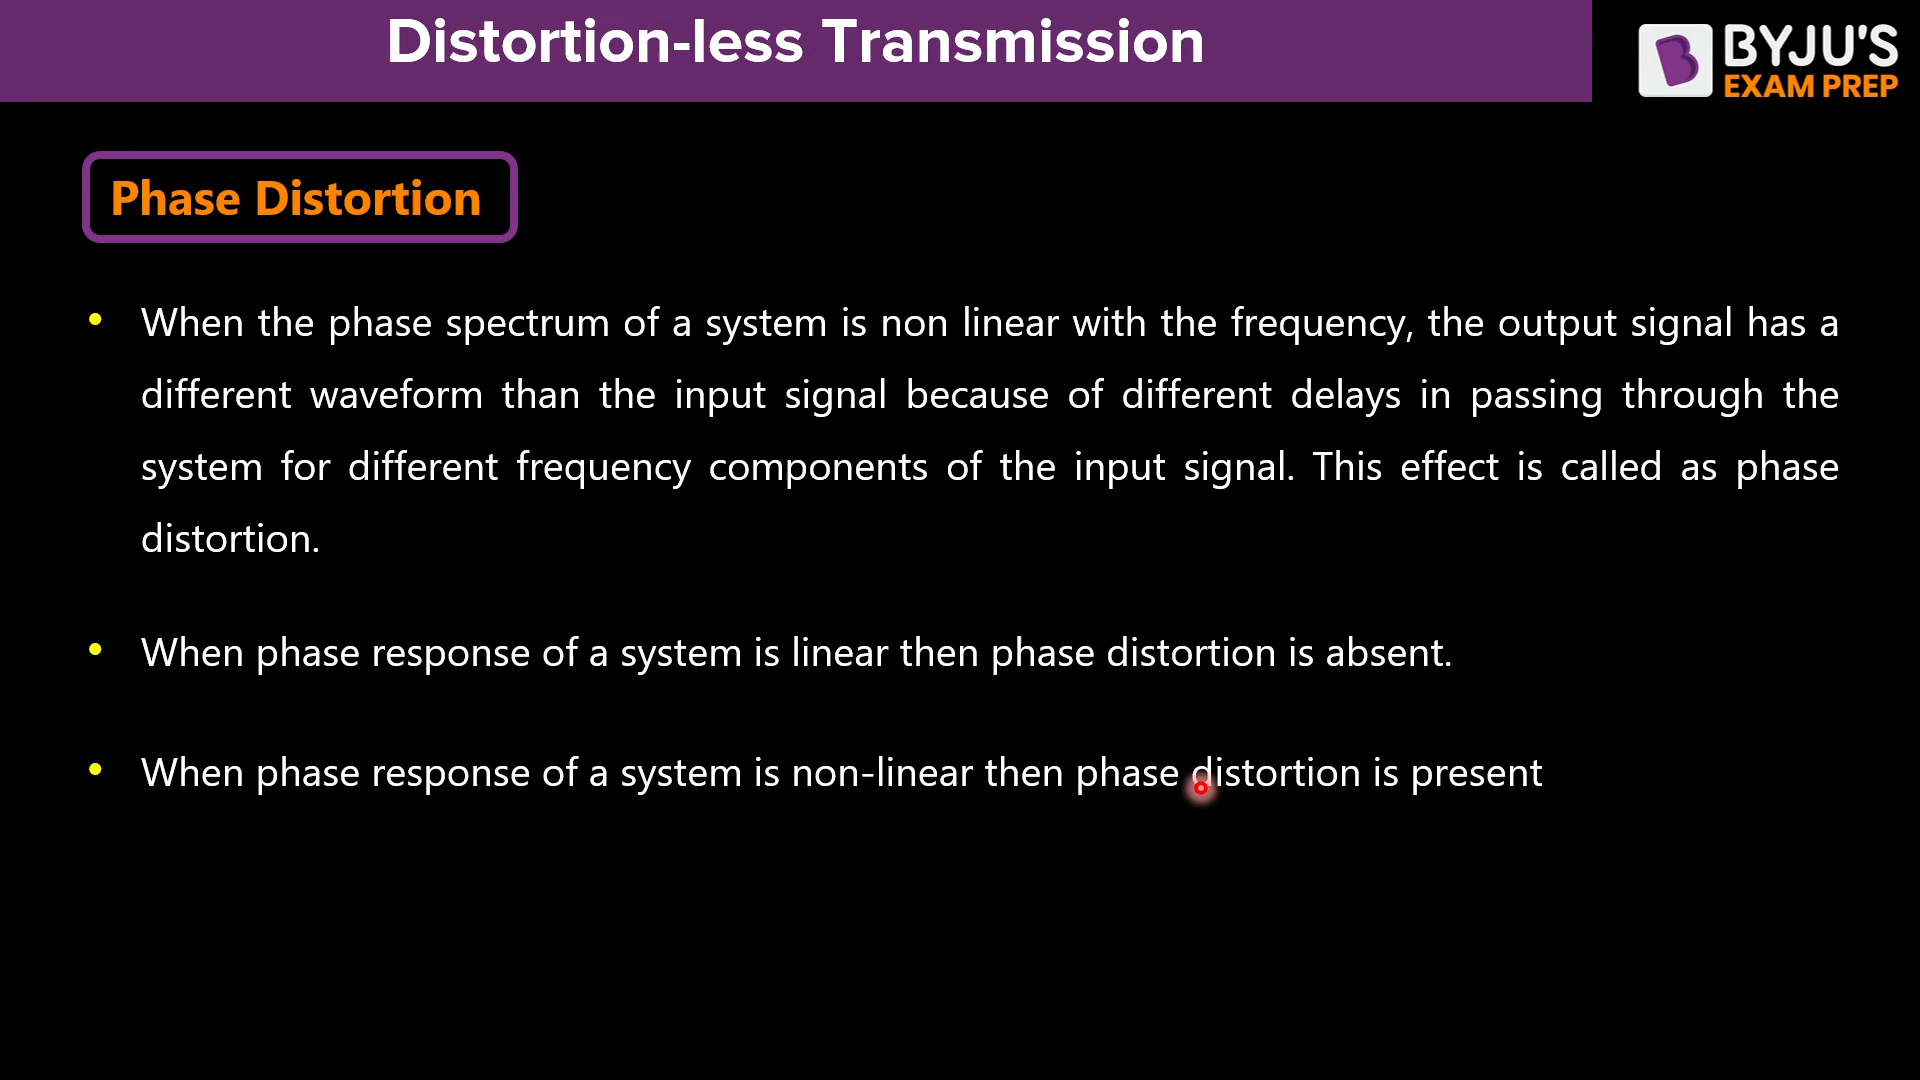 Distortion-less Transmission
BYJU'S
EXAM PREP
Phase Distortion
• When the phase spectrum of a system is non linear with the frequency, the output signal has a
different waveform than the input signal because of different delays in passing through the
system for different frequency components of the input signal. This effect is called as phase
distortion.
• When phase response of a system is linear then phase distortion is absent.
• When phase response of a system is non-linear then phase distortion is present